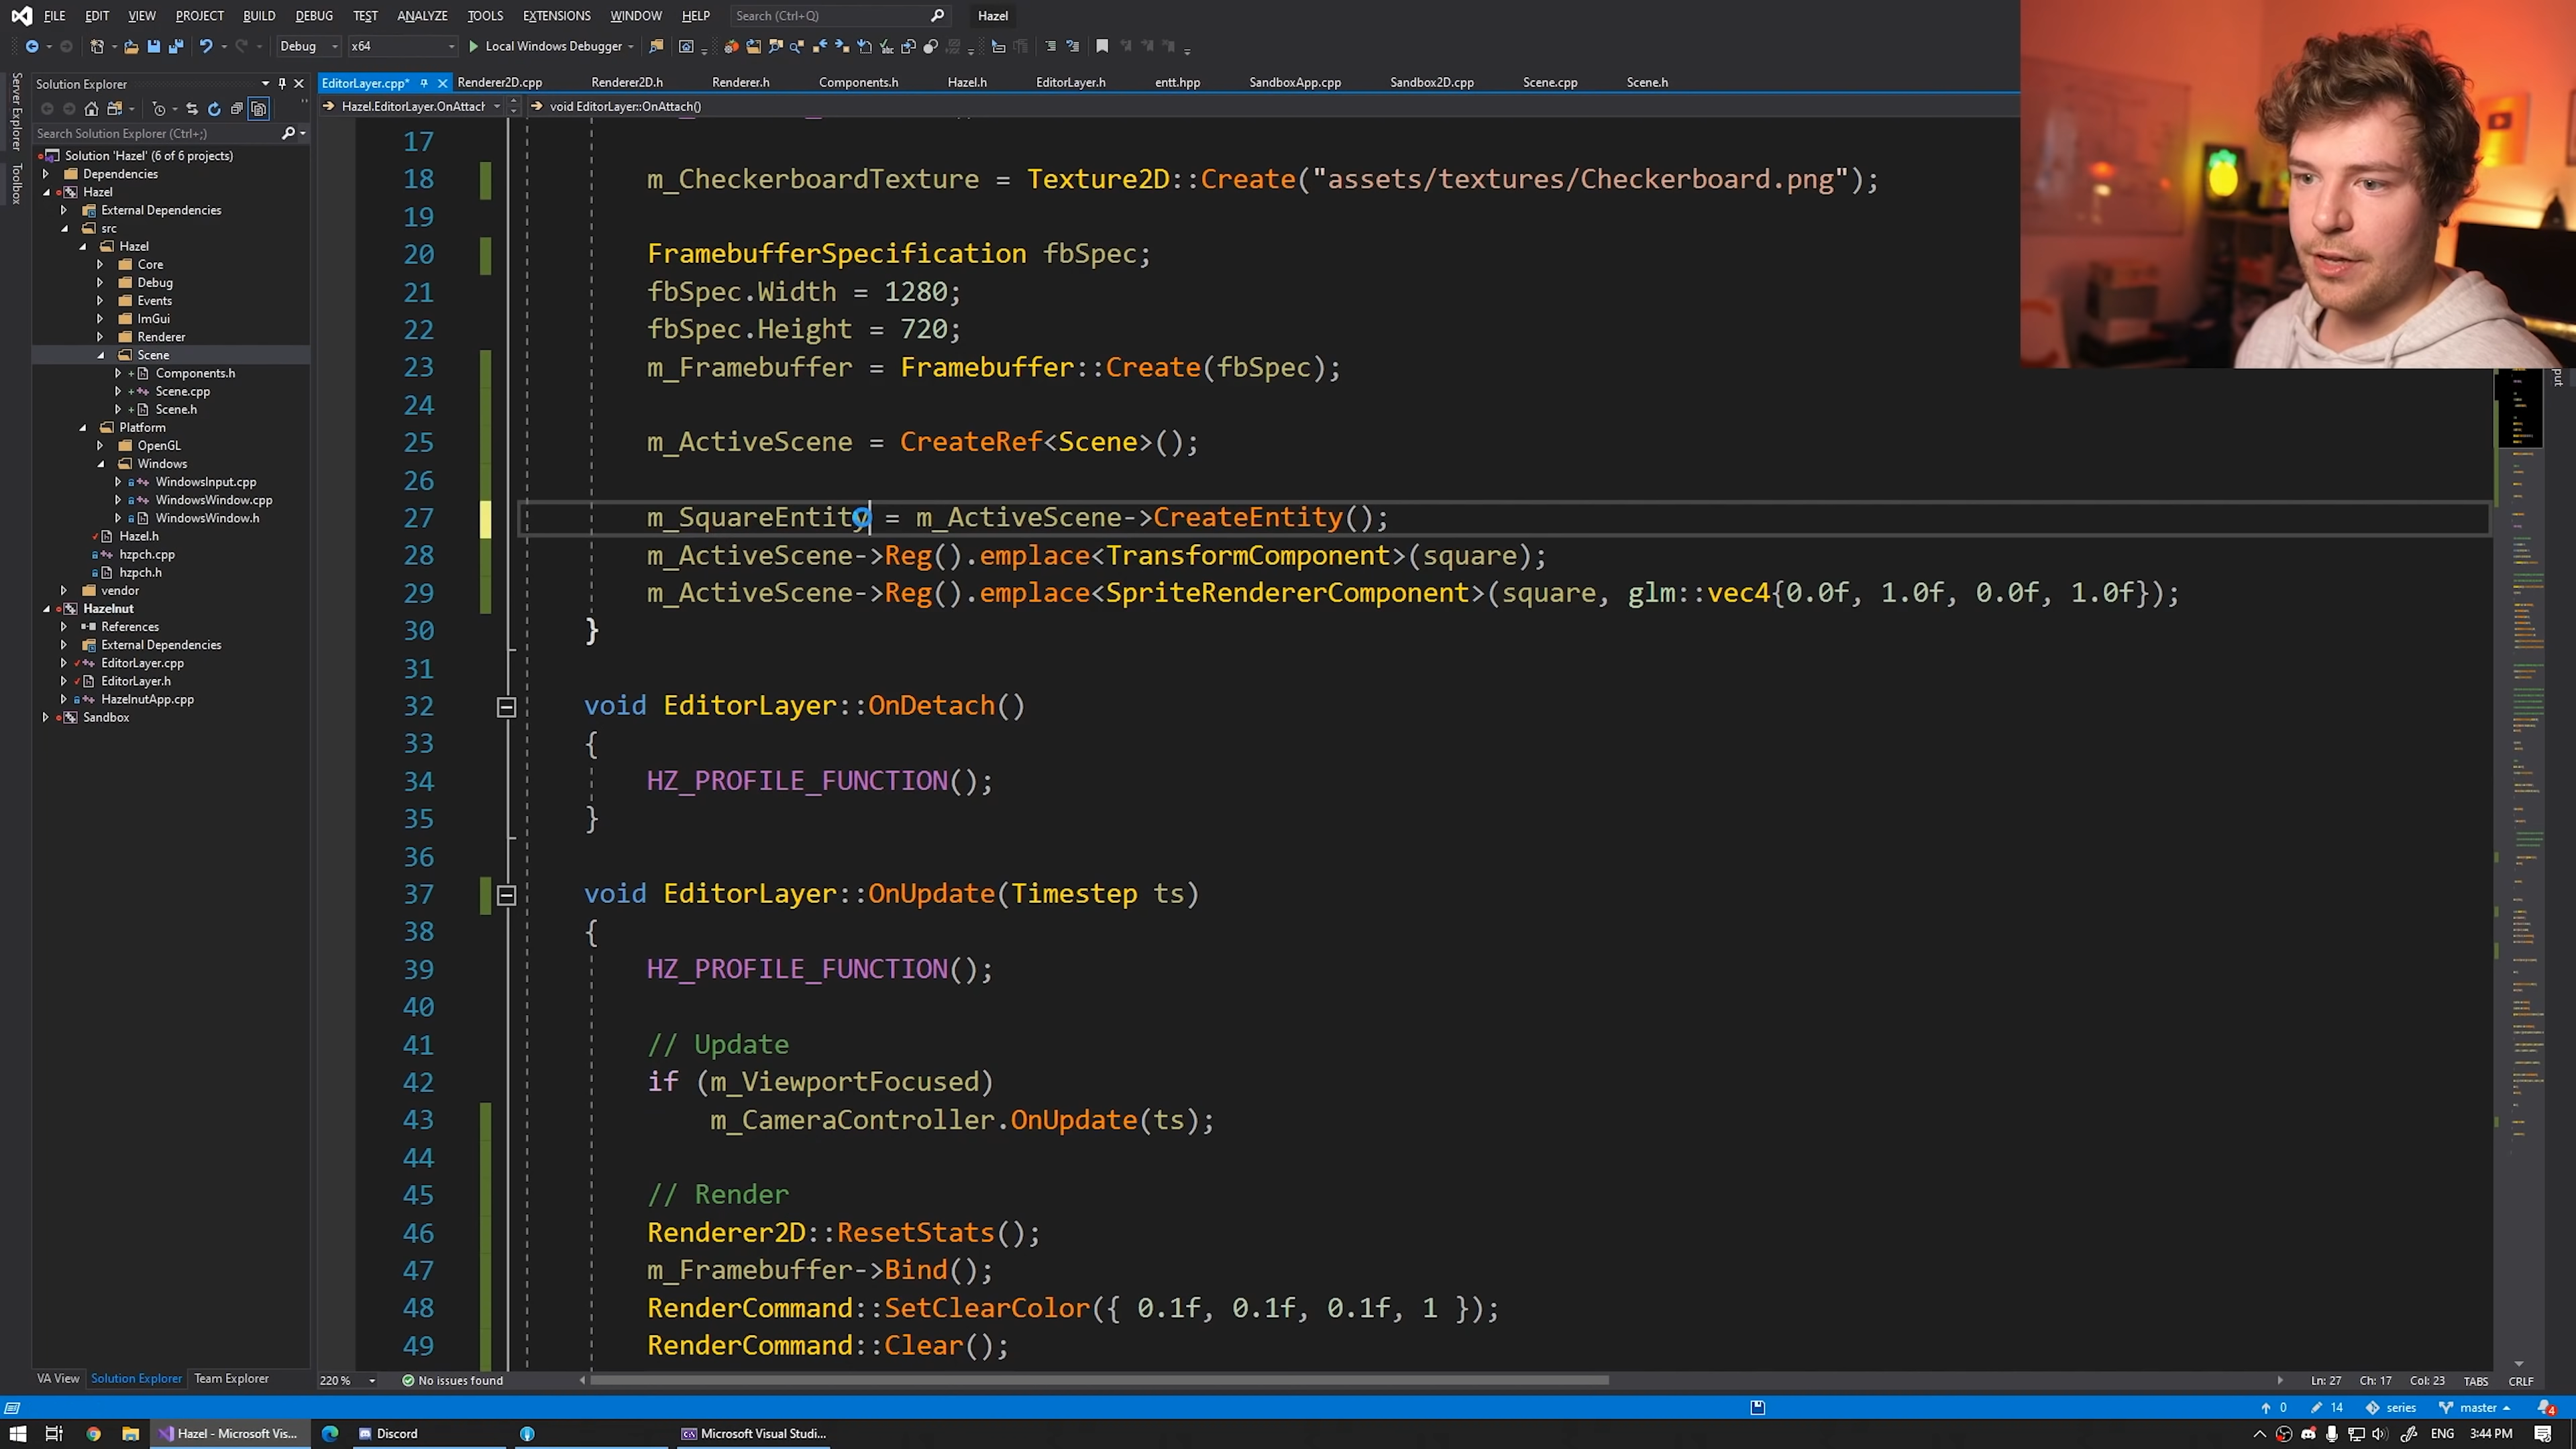 FILE EDIT VIEW PROJECT BUILD DEBUG TEST ANALYZE TOOLS EXTENSIONS WINDOW HELP Search (Ctrl+Q) Hazel
Debug x64 Local Windows Debugger
Server Explorer
Toolbox
Solution Explorer
Search Solution Explorer (Ctrl+;)
Solution 'Hazel' (6 of 6 projects)
Dependencies
Hazel
External Dependencies
src
Hazel
Core
Debug
Events
ImGui
Renderer
Scene
Components.h
Scene.cpp
Scene.h
Platform
OpenGL
Windows
WindowsInput.cpp
WindowsWindow.cpp
WindowsWindow.h
Hazel.h
hzpch.cpp
hzpch.h
vendor
Hazelnut
References
External Dependencies
EditorLayer.cpp
EditorLayer.h
HazelnutApp.cpp
Sandbox
VA View Solution Explorer Team Explorer
EditorLayer.cpp* Renderer2D.cpp Renderer2D.h Renderer.h Components.h Hazel.h EditorLayer.h entt.hpp SandboxApp.cpp Sandbox2D.cpp Scene.cpp Scene.h
Hazel.EditorLayer.OnAttach void EditorLayer::OnAttach()
17
18 m_CheckerboardTexture = Texture2D::Create("assets/textures/Checkerboard.png");
19
20 FramebufferSpecification fbSpec;
21 fbSpec.Width = 1280;
22 fbSpec.Height = 720;
23 m_Framebuffer = Framebuffer::Create(fbSpec);
24
25 m_ActiveScene = CreateRef<Scene>();
26
27 m_SquareEntity = m_ActiveScene->CreateEntity();
28 m_ActiveScene->Reg().emplace<TransformComponent>(square);
29 m_ActiveScene->Reg().emplace<SpriteRendererComponent>(square, glm::vec4{0.0f, 1.0f, 0.0f, 1.0f});
30 }
31
32 void EditorLayer::OnDetach()
33 {
34 HZ_PROFILE_FUNCTION();
35 }
36
37 void EditorLayer::OnUpdate(Timestep ts)
38 {
39 HZ_PROFILE_FUNCTION();
40
41 // Update
42 if (m_ViewportFocused)
43 m_CameraController.OnUpdate(ts);
44
45 // Render
46 Renderer2D::ResetStats();
47 m_Framebuffer->Bind();
48 RenderCommand::SetClearColor({ 0.1f, 0.1f, 0.1f, 1 });
49 RenderCommand::Clear();
220 % No issues found Ln: 27 Ch: 17 Col: 23 TABS CRLF
0 14 series master 4
Hazel - Microsoft Vis... Discord Microsoft Visual Studi... ENG 3:44 PM